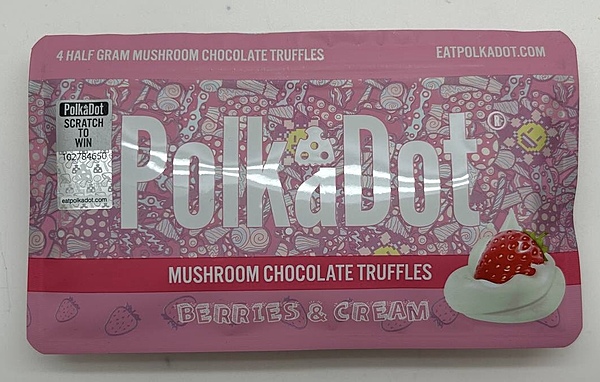 4 HALF GRAM MUSHROOM CHOCOLATE TRUFFLES
EATPOLKADOT.COM
PolkaDot
SCRATCH
TO
WIN
102784650
eatpolkadot.com
PolkaDot®
MUSHROOM CHOCOLATE TRUFFLES
BERRIES & CREAM